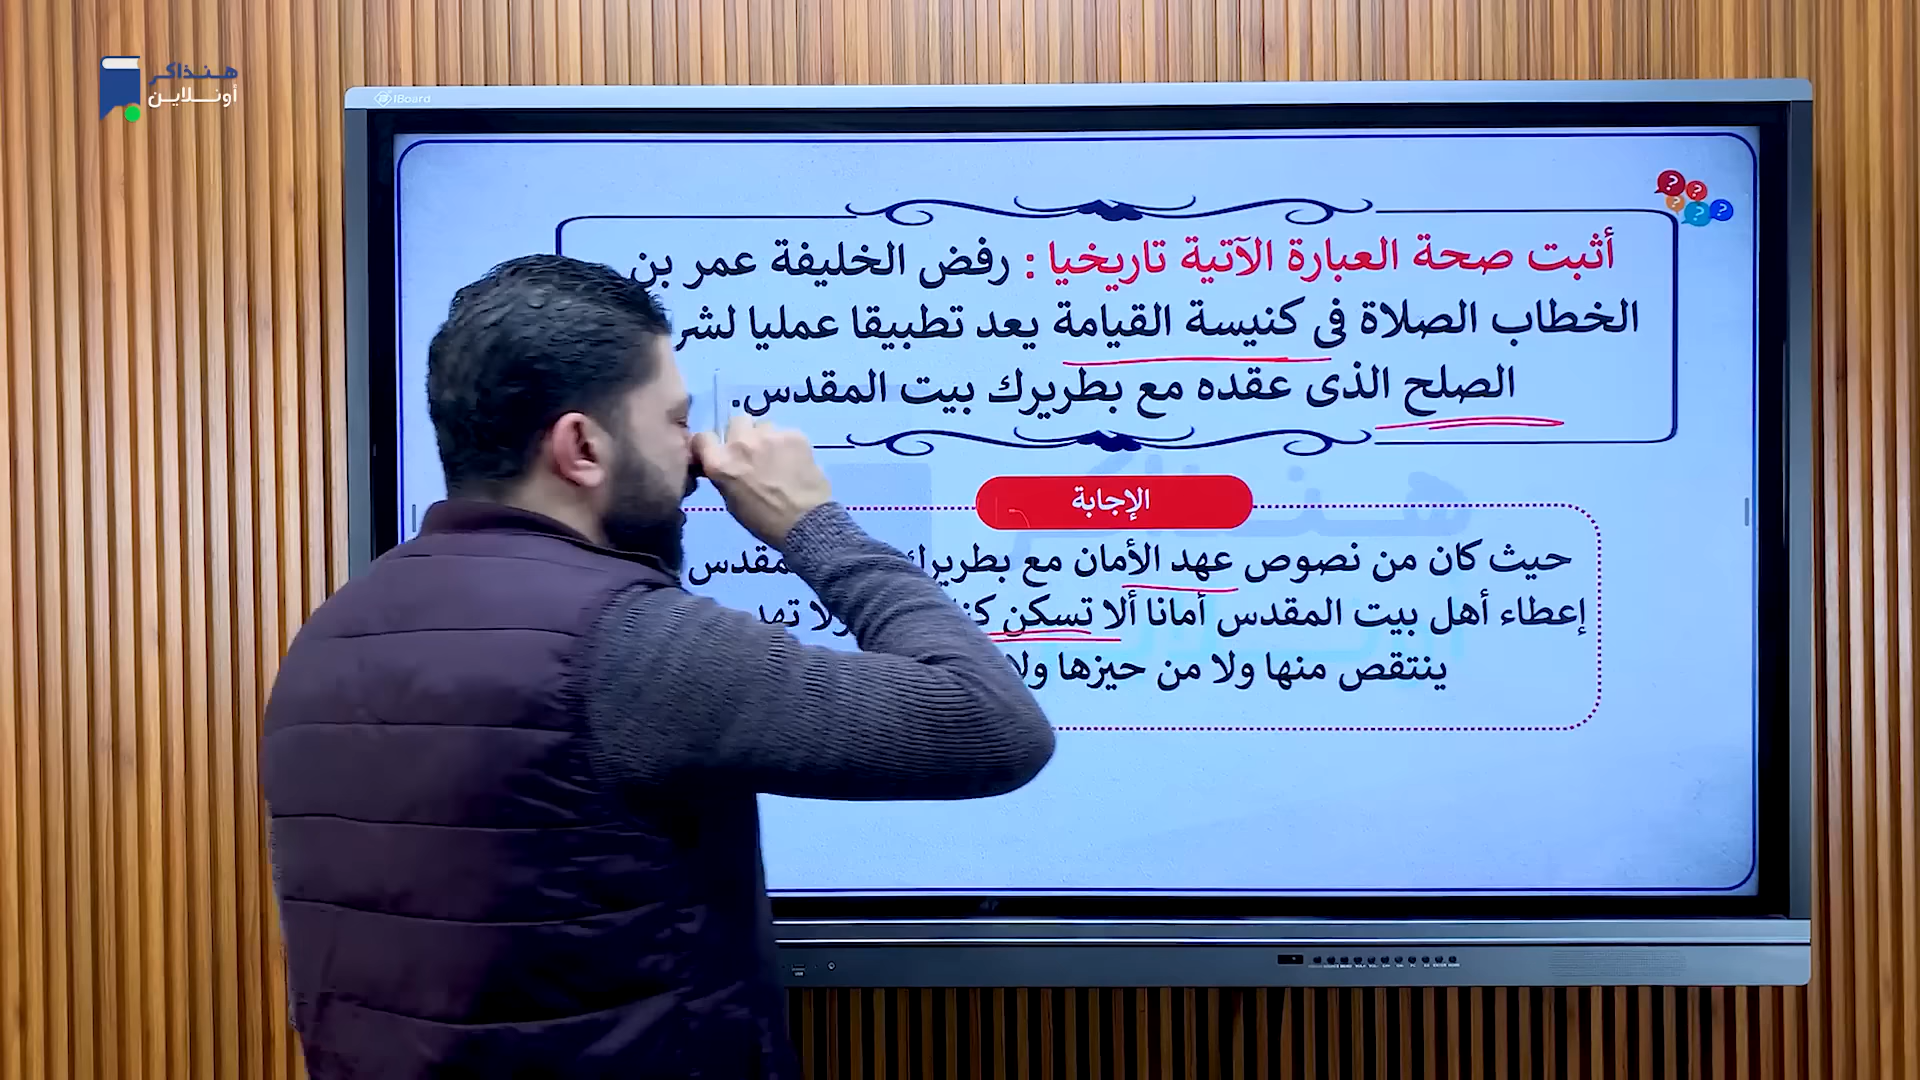 هنذاكر
أونلاين
IBoard
أثبت صحة العبارة الآتية تاريخيا : رفض الخليفة عمر بن
الخطاب الصلاة فى كنيسة القيامة يعد تطبيقا عمليا
الصلح الذى عقده مع بطريرك بيت المقدس.
الإجابة
حيث كان من نصوص عهد الأمان مع بطريرك
إعطاء أهل بيت المقدس أمانا ألا تسكن ولا
ينتقص منها ولا من حيزها ولا